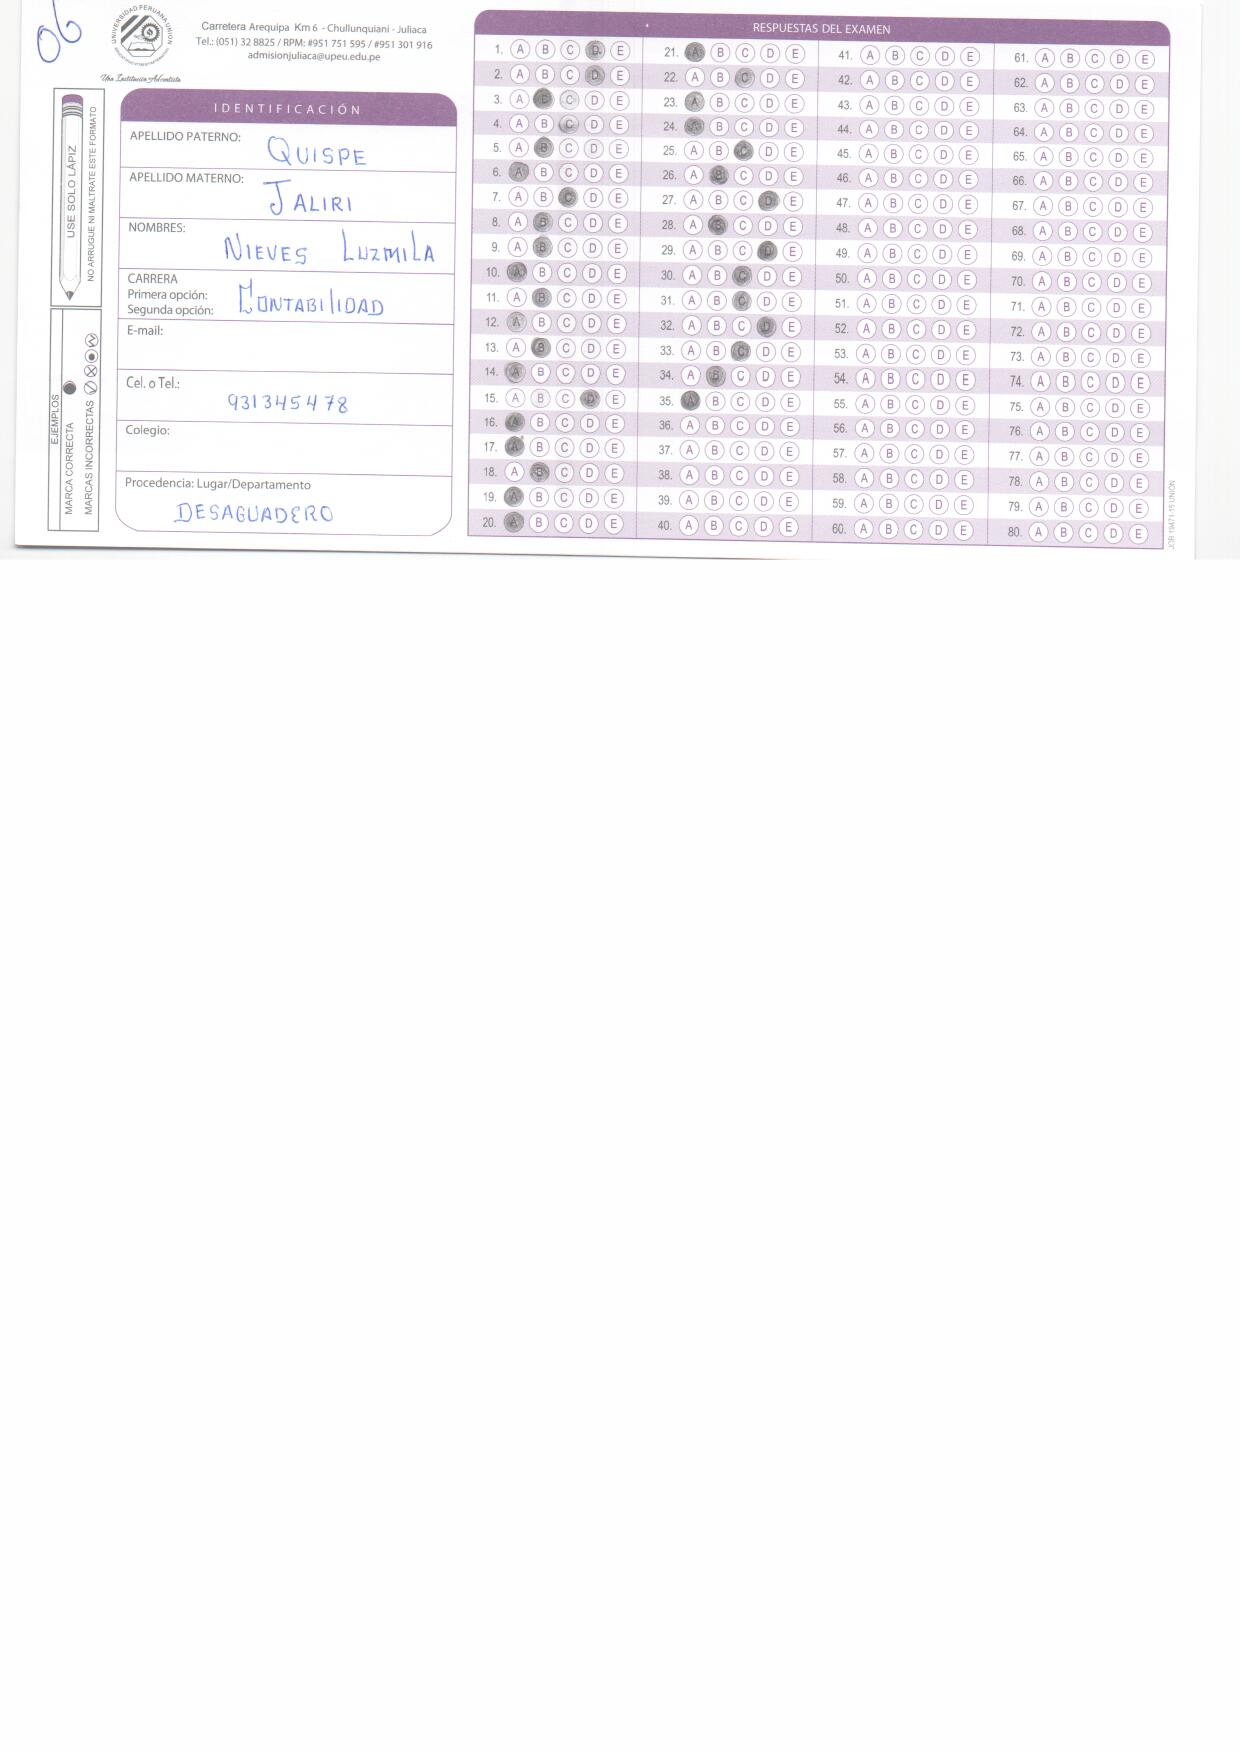 06
UNIVERSIDAD PERUANA UNIÓN
Una Institución Adventista
Carretera Arequipa Km 6 - Chullunquiani - Juliaca
Tel.: (051) 32 8825 / RPM: #951 751 595 / #951 301 916
admisionjuliaca@upeu.edu.pe
USE SOLO LÁPIZ
NO ARRUGUE NI MALTRATE ESTE FORMATO
EJEMPLOS
MARCA CORRECTA
MARCAS INCORRECTAS
IDENTIFICACIÓN
APELLIDO PATERNO: QUISPE
APELLIDO MATERNO: JALIRI
NOMBRES: NIEVES LUZMILA
CARRERA
Primera opción: CONTABILIDAD
Segunda opción:
E-mail:
Cel. o Tel.: 931345478
Colegio:
Procedencia: Lugar/Departamento
DESAGUADERO
RESPUESTAS DEL EXAMEN
1. A B C D E 21. A B C D E 41. A B C D E 61. A B C D E
2. A B C D E 22. A B C D E 42. A B C D E 62. A B C D E
3. A B C D E 23. A B C D E 43. A B C D E 63. A B C D E
4. A B C D E 24. A B C D E 44. A B C D E 64. A B C D E
5. A B C D E 25. A B C D E 45. A B C D E 65. A B C D E
6. A B C D E 26. A B C D E 46. A B C D E 66. A B C D E
7. A B C D E 27. A B C D E 47. A B C D E 67. A B C D E
8. A B C D E 28. A B C D E 48. A B C D E 68. A B C D E
9. A B C D E 29. A B C D E 49. A B C D E 69. A B C D E
10. A B C D E 30. A B C D E 50. A B C D E 70. A B C D E
11. A B C D E 31. A B C D E 51. A B C D E 71. A B C D E
12. A B C D E 32. A B C D E 52. A B C D E 72. A B C D E
13. A B C D E 33. A B C D E 53. A B C D E 73. A B C D E
14. A B C D E 34. A B C D E 54. A B C D E 74. A B C D E
15. A B C D E 35. A B C D E 55. A B C D E 75. A B C D E
16. A B C D E 36. A B C D E 56. A B C D E 76. A B C D E
17. A B C D E 37. A B C D E 57. A B C D E 77. A B C D E
18. A B C D E 38. A B C D E 58. A B C D E 78. A B C D E
19. A B C D E 39. A B C D E 59. A B C D E 79. A B C D E
20. A B C D E 40. A B C D E 60. A B C D E 80. A B C D E
JOB 19471-15 UNIÓN